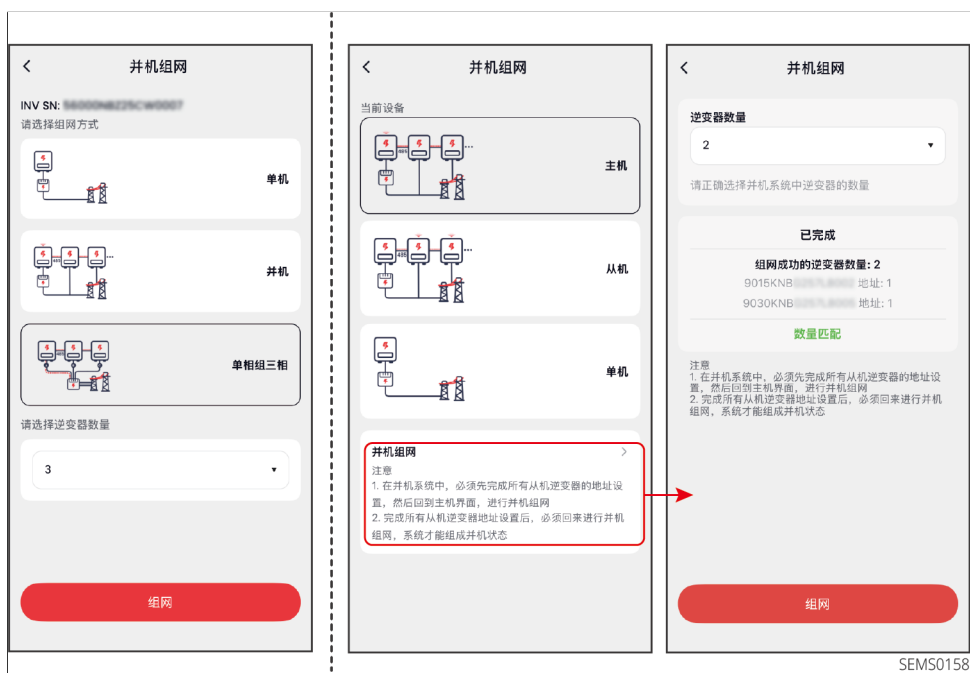 并机组网
INV SN:
请选择组网方式
单机
485
并机
485
单相组三相
请选择逆变器数量
3
组网
并机组网
当前设备
485
主机
485
从机
单机
并机组网
注意
1. 在并机系统中，必须先完成所有从机逆变器的地址设
置，然后回到主机界面，进行并机组网
2. 完成所有从机逆变器地址设置后，必须回来进行并机
组网，系统才能组成并机状态
并机组网
逆变器数量
2
请正确选择并机系统中逆变器的数量
已完成
组网成功的逆变器数量: 2
9015KNB 地址: 1
9030KNB 地址: 1
数量匹配
注意
1. 在并机系统中，必须先完成所有从机逆变器的地址设
置，然后回到主机界面，进行并机组网
2. 完成所有从机逆变器地址设置后，必须回来进行并机
组网，系统才能组成并机状态
组网
SEMS0158